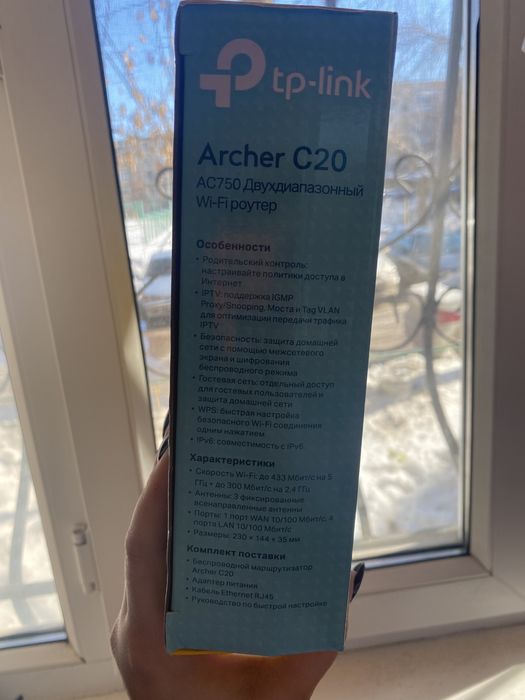 tp-link
Archer C20
AC750 Двухдиапазонный
Wi-Fi роутер
Особенности
• Родительский контроль:
настраивайте политики доступа в
Интернет
• IPTV: поддержка IGMP
Proxy/Snooping, Моста и Tag VLAN
для оптимизации передачи трафика
IPTV
• Безопасность: защита домашней
сети с помощью межсетевого
экрана и шифрования
беспроводного режима
• Гостевая сеть: отдельный доступ
для гостевых пользователей и
защита домашней сети
• WPS: быстрая настройка
безопасного Wi-Fi соединения
одним нажатием
• IPv6: совместимость с IPv6.
Характеристики
• Скорость Wi-Fi: до 433 Мбит/с на 5
ГГц + до 300 Мбит/с на 2,4 ГГц
• Антенны: 3 фиксированные
всенаправленные антенны
• Порты: 1 порт WAN 10/100 Мбит/с, 4
порта LAN 10/100 Мбит/с
• Размеры: 230 × 144 × 35 мм
Комплект поставки
• Беспроводной маршрутизатор
Archer C20
• Адаптер питания
• Кабель Ethernet RJ45
• Руководство по быстрой настройке